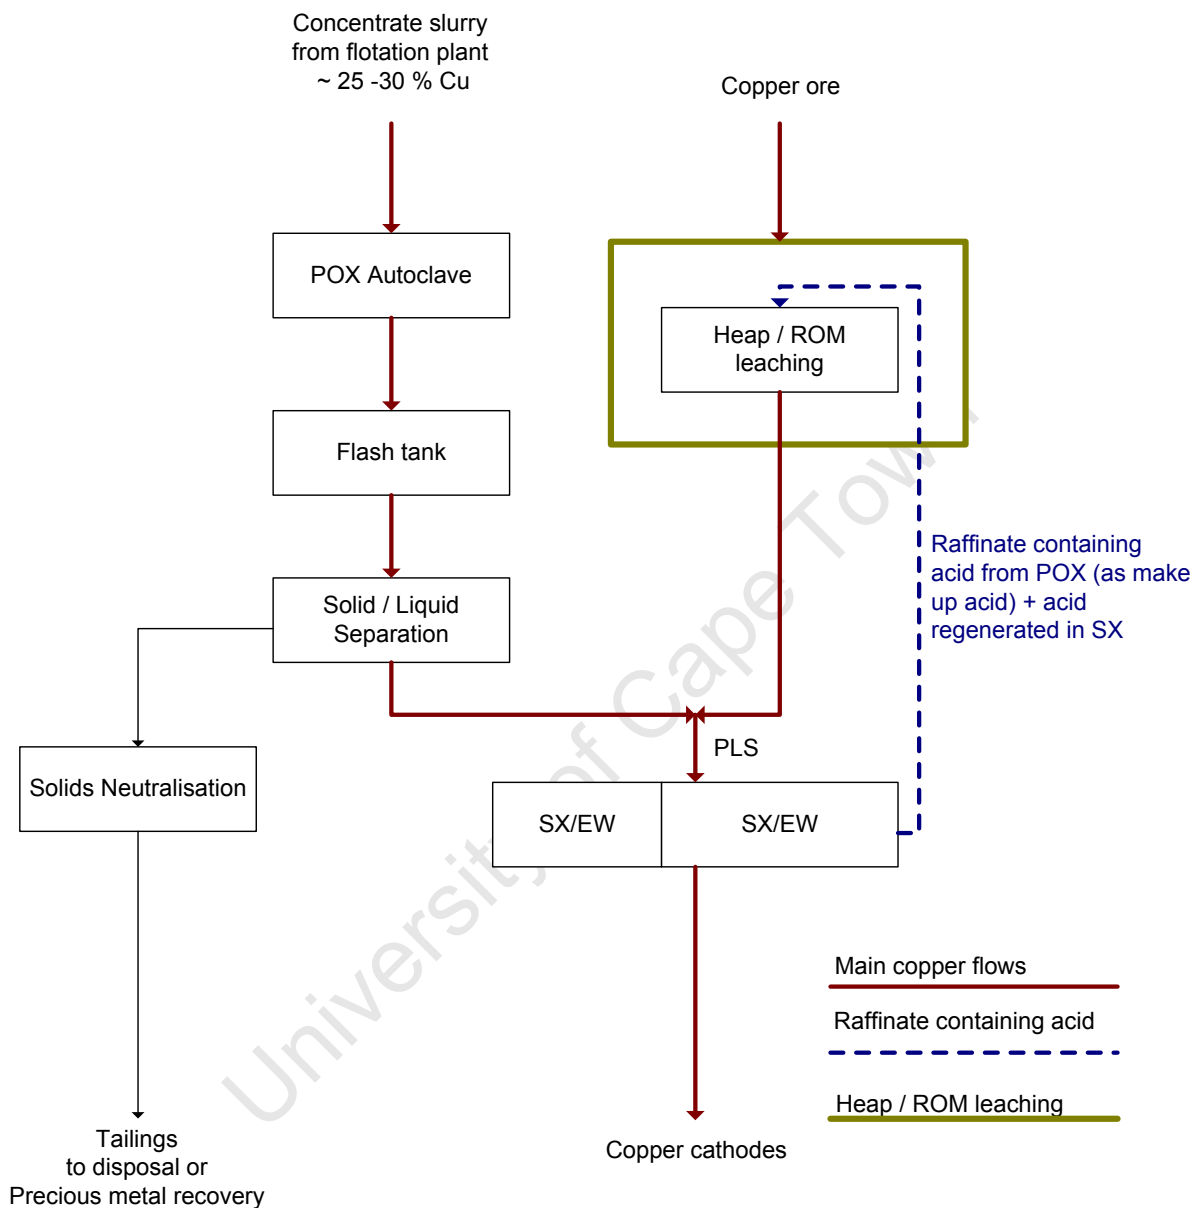 Concentrate slurry
from flotation plant
~ 25 -30 % Cu
Copper ore
POX Autoclave
Heap / ROM
leaching
Flash tank
Raffinate containing
acid from POX (as make
up acid) + acid
regenerated in SX
Solid / Liquid
Separation
PLS
Solids Neutralisation
SX/EW
SX/EW
Main copper flows
Raffinate containing acid
Heap / ROM leaching
Tailings
to disposal or
Precious metal recovery
Copper cathodes
University of Cape Town